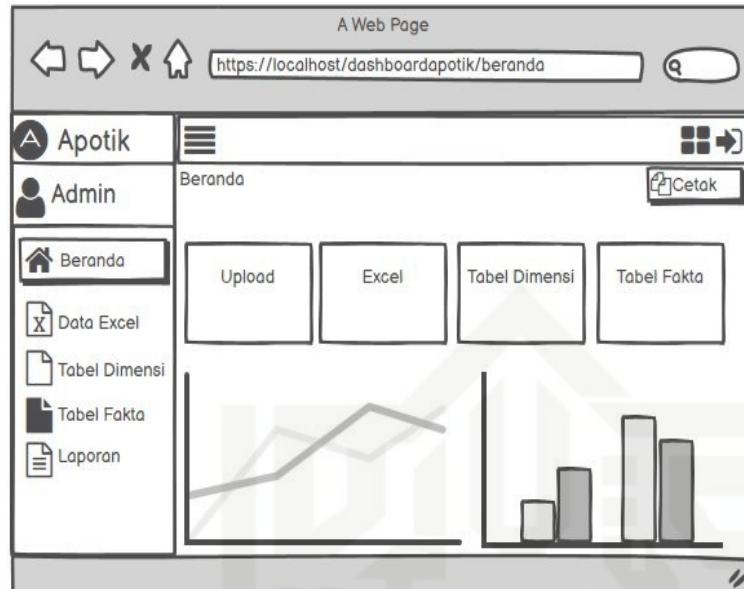 A Web Page
https://localhost/dashboardapotik/beranda
A Apotik
Admin
Beranda
Cetak
Beranda
X Data Excel
Tabel Dimensi
Tabel Fakta
Laporan
Upload
Excel
Tabel Dimensi
Tabel Fakta